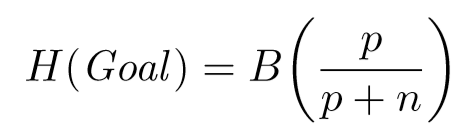 H(Goal) = B(p/(p + n))